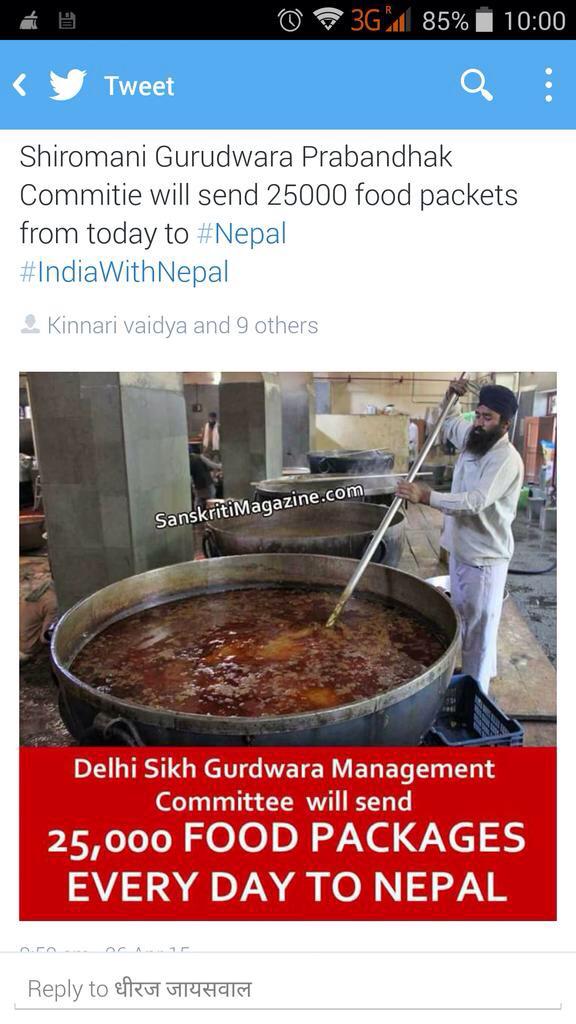 3G R 85% 10:00
Tweet
Shiromani Gurudwara Prabandhak
Commitie will send 25000 food packets
from today to #Nepal
#IndiaWithNepal
Kinnari vaidya and 9 others
SanskritiMagazine.com
Delhi Sikh Gurdwara Management
Committee will send
25,000 FOOD PACKAGES
EVERY DAY TO NEPAL
Reply to धीरज जायसवाल